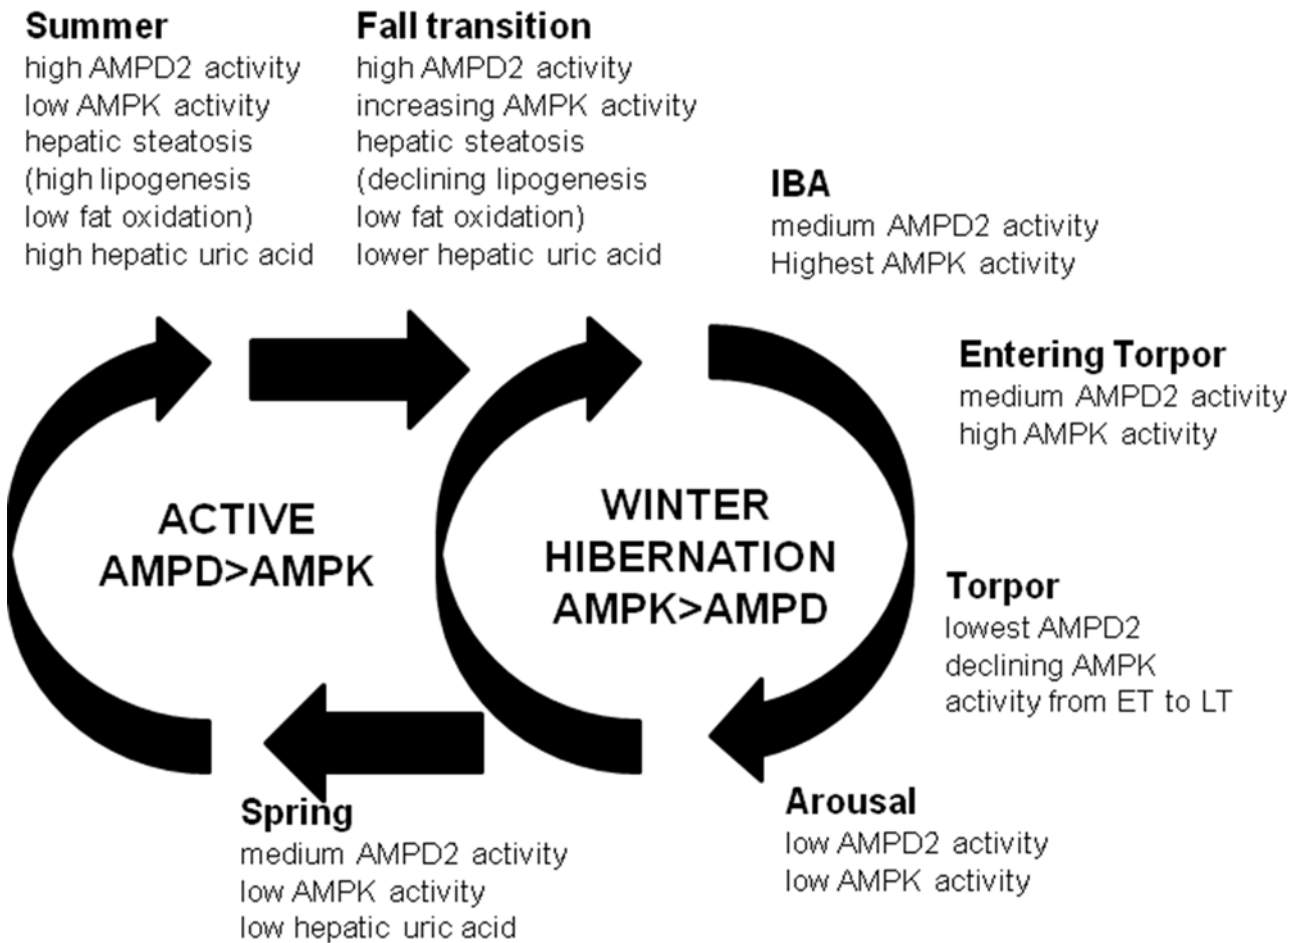 Summer
high AMPD2 activity
low AMPK activity
hepatic steatosis
(high lipogenesis
low fat oxidation)
high hepatic uric acid
Fall transition
high AMPD2 activity
increasing AMPK activity
hepatic steatosis
(declining lipogenesis
low fat oxidation)
lower hepatic uric acid
IBA
medium AMPD2 activity
Highest AMPK activity
Entering Torpor
medium AMPD2 activity
high AMPK activity
ACTIVE
AMPD>AMPK
WINTER
HIBERNATION
AMPK>AMPD
Torpor
lowest AMPD2
declining AMPK
activity from ET to LT
Arousal
low AMPD2 activity
low AMPK activity
Spring
medium AMPD2 activity
low AMPK activity
low hepatic uric acid